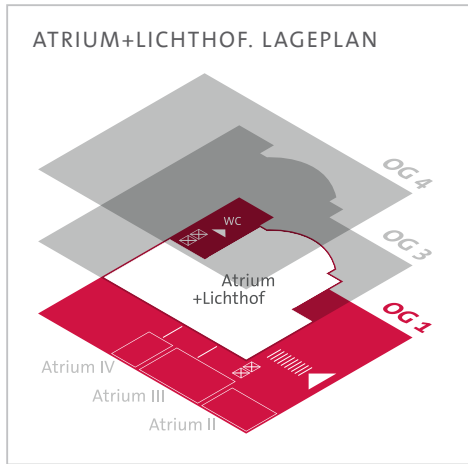 ATRIUM+LICHTHOF. LAGEPLAN
OG 4
WC
OG 3
Atrium
+Lichthof
OG 1
Atrium IV
Atrium III
Atrium II